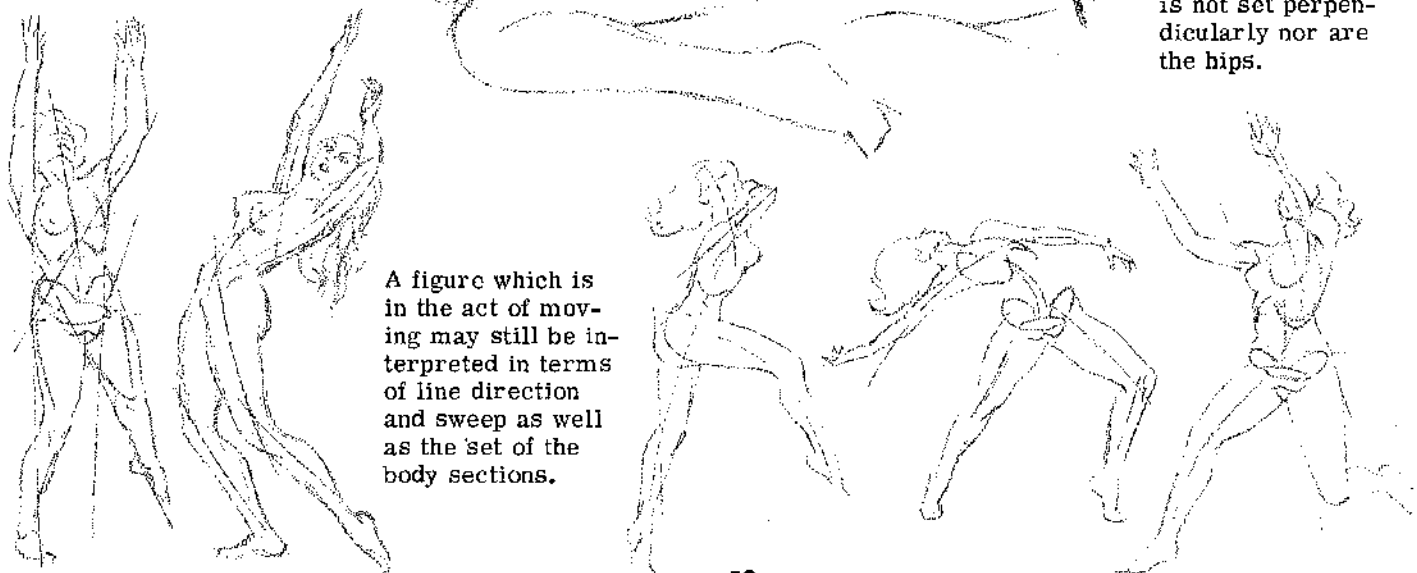 is not set perpen-
dicularly nor are
the hips.
A figure which is
in the act of mov-
ing may still be in-
terpreted in terms
of line direction
and sweep as well
as the set of the
body sections.